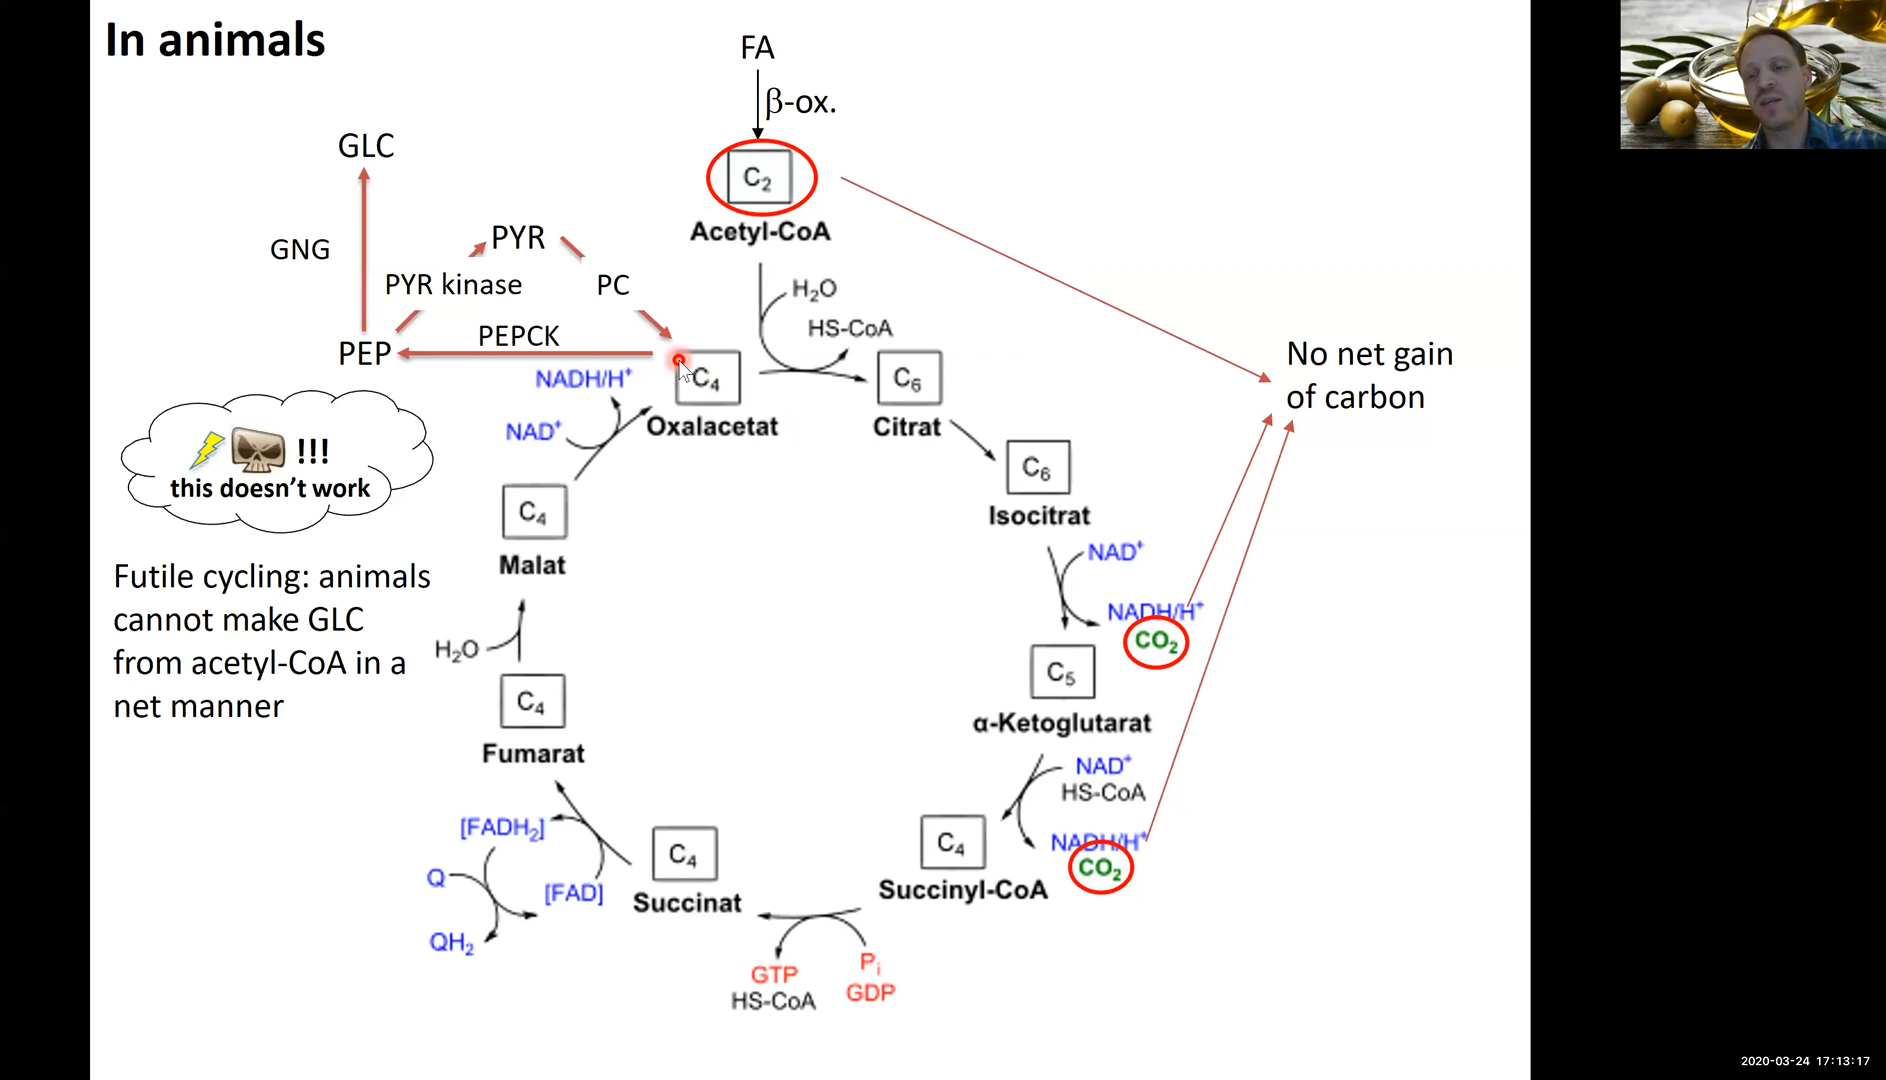 In animals
FA
β-ox.
GLC
C₂
Acetyl-CoA
GNG
PYR
PYR kinase
PC
H₂O
HS-CoA
PEPCK
PEP
No net gain
of carbon
NADH/H⁺
C₄
C₆
NAD⁺
Oxalacetat
Citrat
!!!
this doesn't work
C₆
Isocitrat
C₄
Malat
NAD⁺
Futile cycling: animals
cannot make GLC
from acetyl-CoA in a
net manner
NADH/H⁺
CO₂
H₂O
C₅
α-Ketoglutarat
C₄
Fumarat
NAD⁺
HS-CoA
[FADH₂]
Q
[FAD]
QH₂
C₄
Succinat
C₄
Succinyl-CoA
NADH/H⁺
CO₂
GTP
HS-CoA
Pᵢ
GDP
2020-03-24 17:13:17